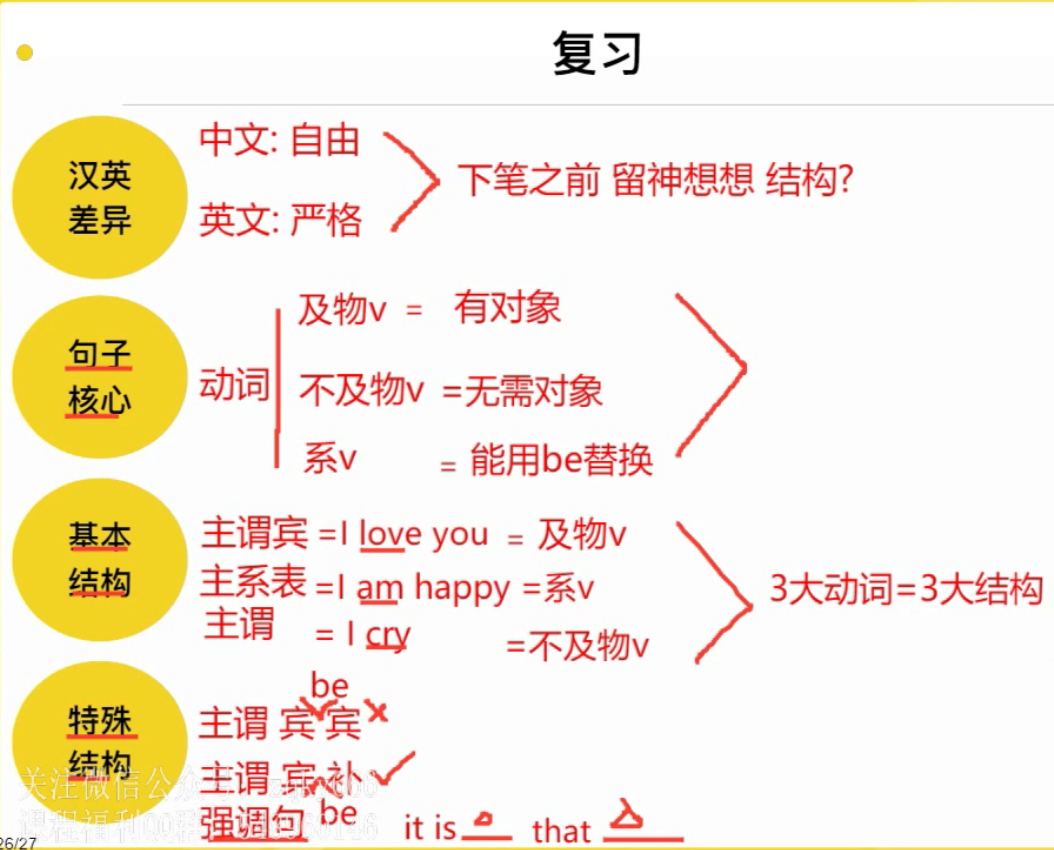 复习
汉英
差异
中文: 自由
英文: 严格
下笔之前 留神想想 结构?
句子
核心
动词
及物v = 有对象
不及物v =无需对象
系v = 能用be替换
基本
结构
主谓宾 =I love you = 及物v
主系表 =I am happy =系v
主谓 = I cry =不及物v
3大动词=3大结构
特殊
结构
be
主谓 宾 宾 x
主谓 宾 补
be
强调句 it is that
关注微信公众号
课程福利QQ群
26/27